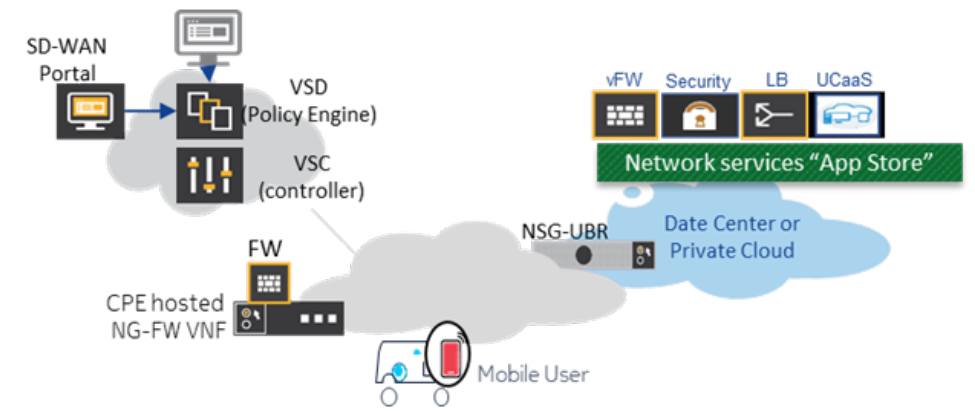 SD-WAN
Portal
VSD
(Policy Engine)
VSC
(controller)
vFW
Security
LB
UCaaS
Network services “App Store”
NSG-UBR
Date Center or
Private Cloud
FW
CPE hosted
NG-FW VNF
Mobile User